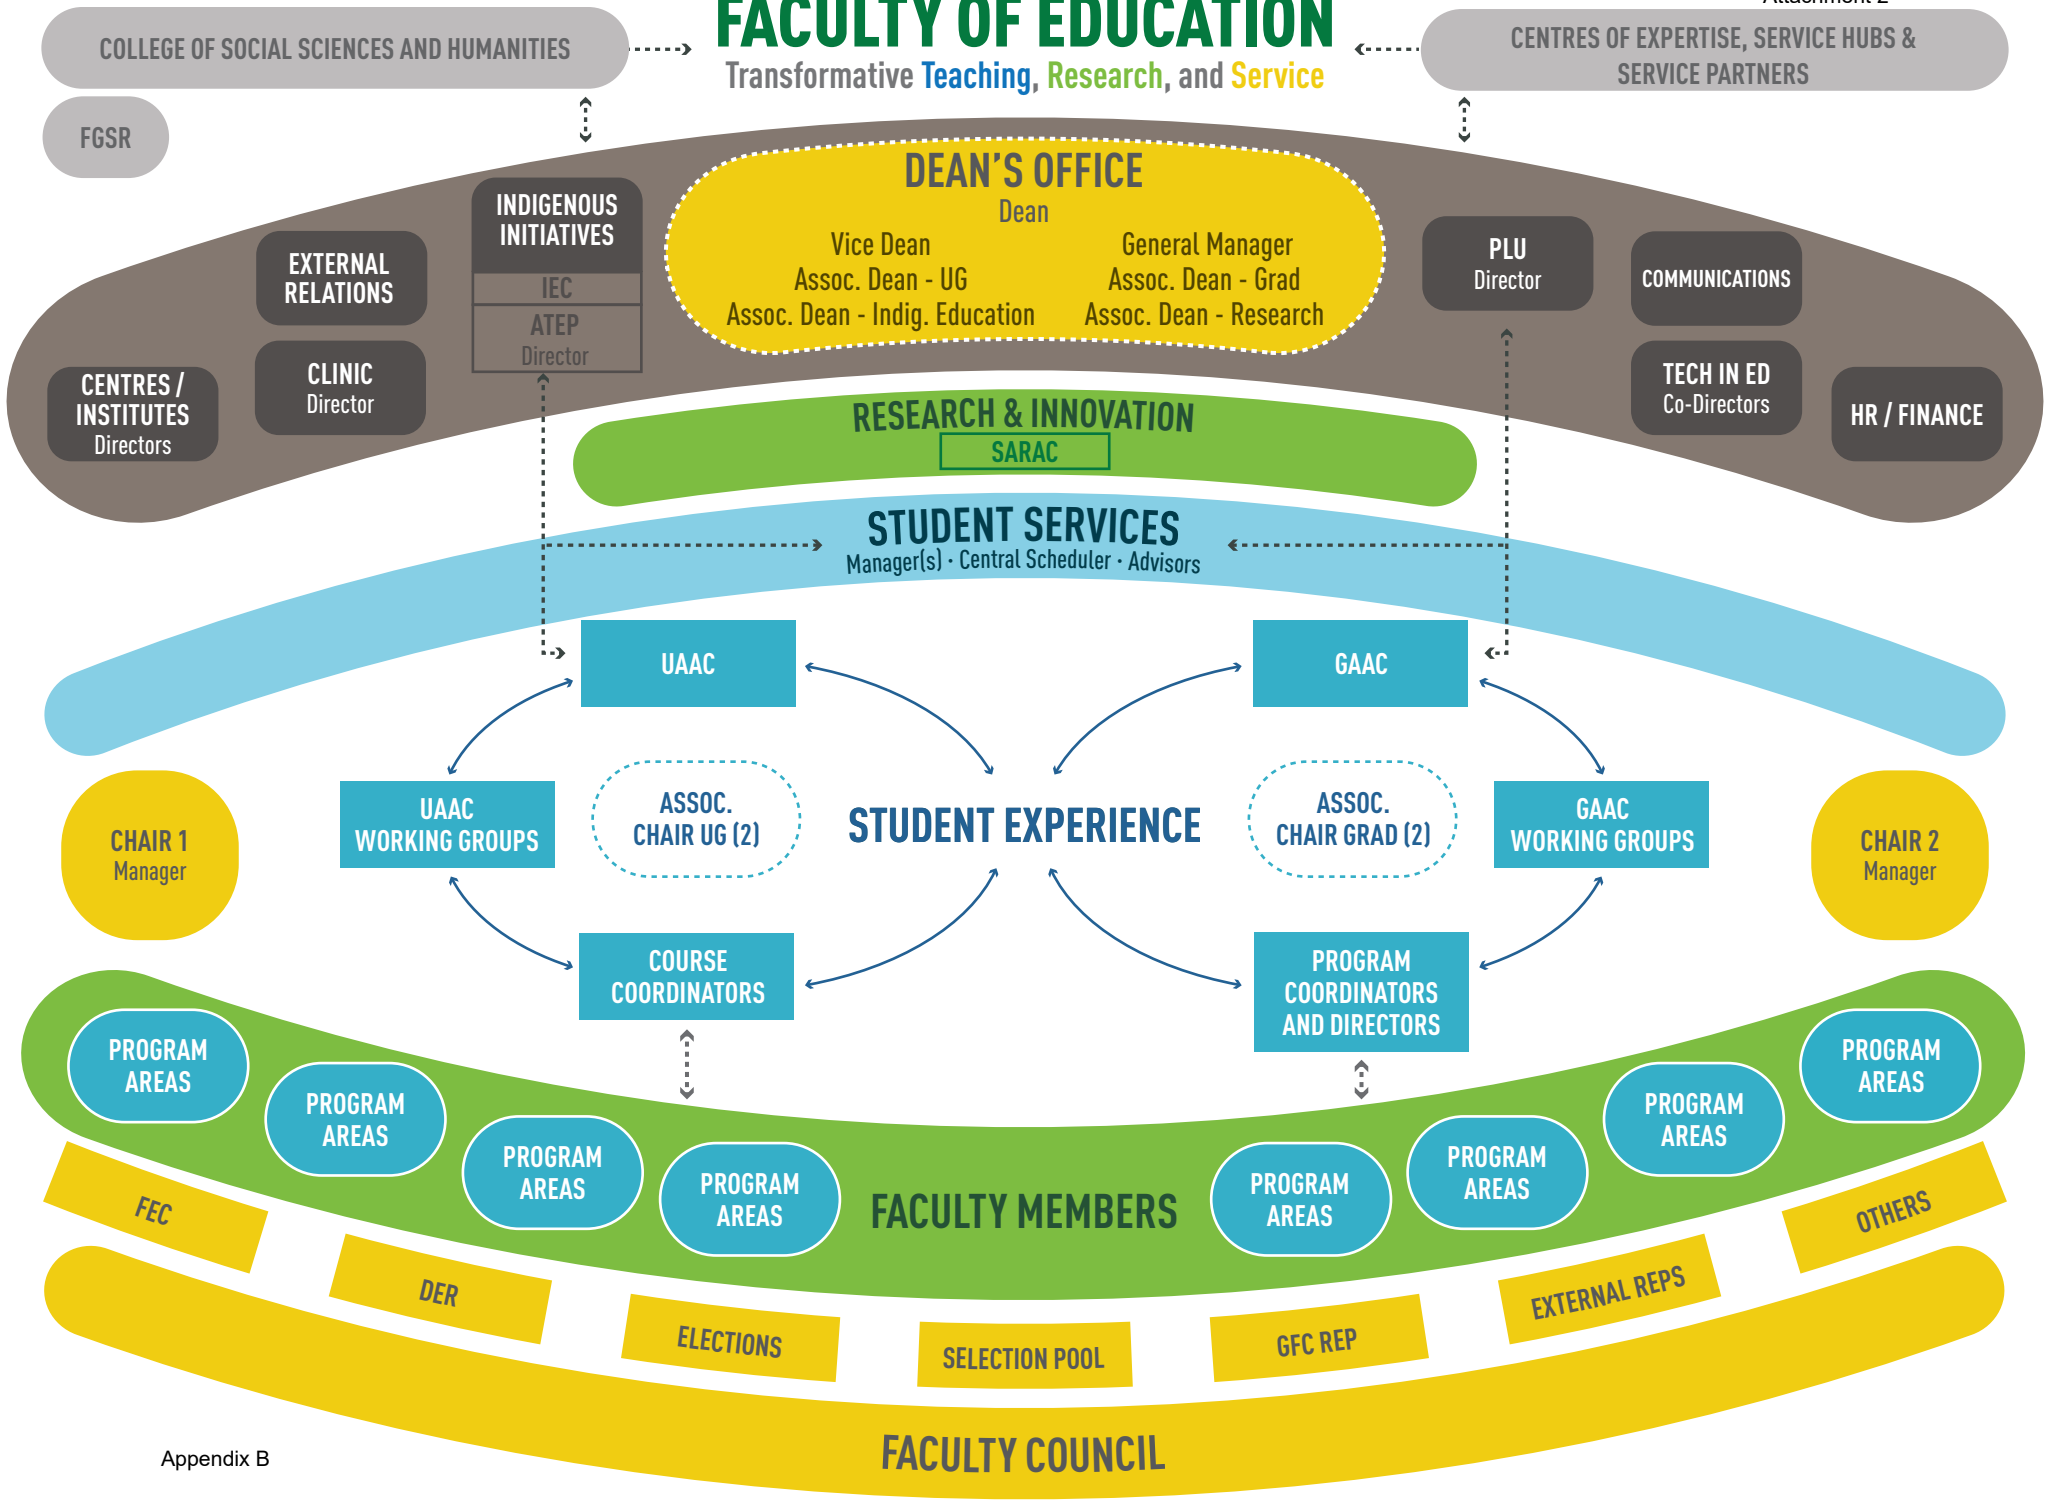 Attachment 2
FACULTY OF EDUCATION
Transformative Teaching, Research, and Service
COLLEGE OF SOCIAL SCIENCES AND HUMANITIES
CENTRES OF EXPERTISE, SERVICE HUBS &
SERVICE PARTNERS
FGSR
DEAN'S OFFICE
Dean
Vice Dean
Assoc. Dean - UG
Assoc. Dean - Indig. Education
General Manager
Assoc. Dean - Grad
Assoc. Dean - Research
INDIGENOUS
INITIATIVES
IEC
ATEP
Director
EXTERNAL
RELATIONS
CLINIC
Director
CENTRES /
INSTITUTES
Directors
PLU
Director
COMMUNICATIONS
TECH IN ED
Co-Directors
HR / FINANCE
RESEARCH & INNOVATION
SARAC
STUDENT SERVICES
Manager(s) · Central Scheduler · Advisors
UAAC
GAAC
UAAC
WORKING GROUPS
ASSOC.
CHAIR UG (2)
STUDENT EXPERIENCE
ASSOC.
CHAIR GRAD (2)
GAAC
WORKING GROUPS
CHAIR 1
Manager
CHAIR 2
Manager
COURSE
COORDINATORS
PROGRAM
COORDINATORS
AND DIRECTORS
PROGRAM
AREAS
PROGRAM
AREAS
PROGRAM
AREAS
PROGRAM
AREAS
FACULTY MEMBERS
PROGRAM
AREAS
PROGRAM
AREAS
PROGRAM
AREAS
PROGRAM
AREAS
FEC
DER
ELECTIONS
SELECTION POOL
GFC REP
EXTERNAL REPS
OTHERS
FACULTY COUNCIL
Appendix B